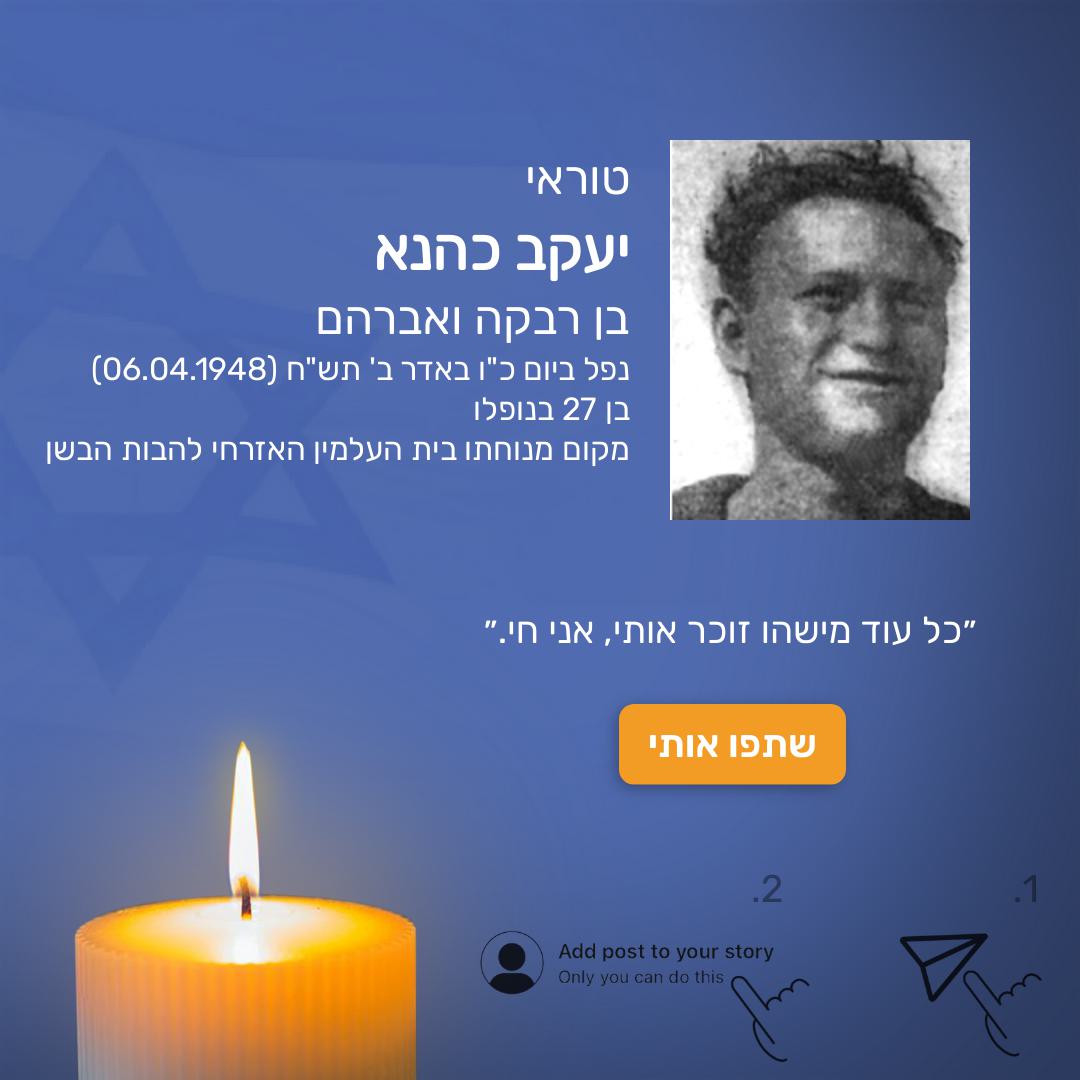 טוראי
יעקב כהנא
בן רבקה ואברהם
נפל ביום כ"ו באדר ב' תש"ח (06.04.1948)
בן 27 בנופלו
מקום מנוחתו בית העלמין האזרחי להבות הבשן
״כל עוד מישהו זוכר אותי, אני חי.״
שתפו אותי
1.
2.
Add post to your story
Only you can do this